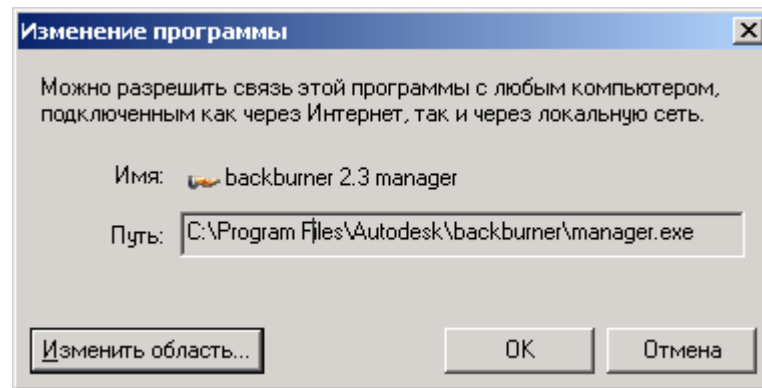 Изменение программы
Можно разрешить связь этой программы с любым компьютером,
подключенным как через Интернет, так и через локальную сеть.
Имя: backburner 2.3 manager
Путь: C:\Program Files\Autodesk\backburner\manager.exe
Изменить область... OK Отмена